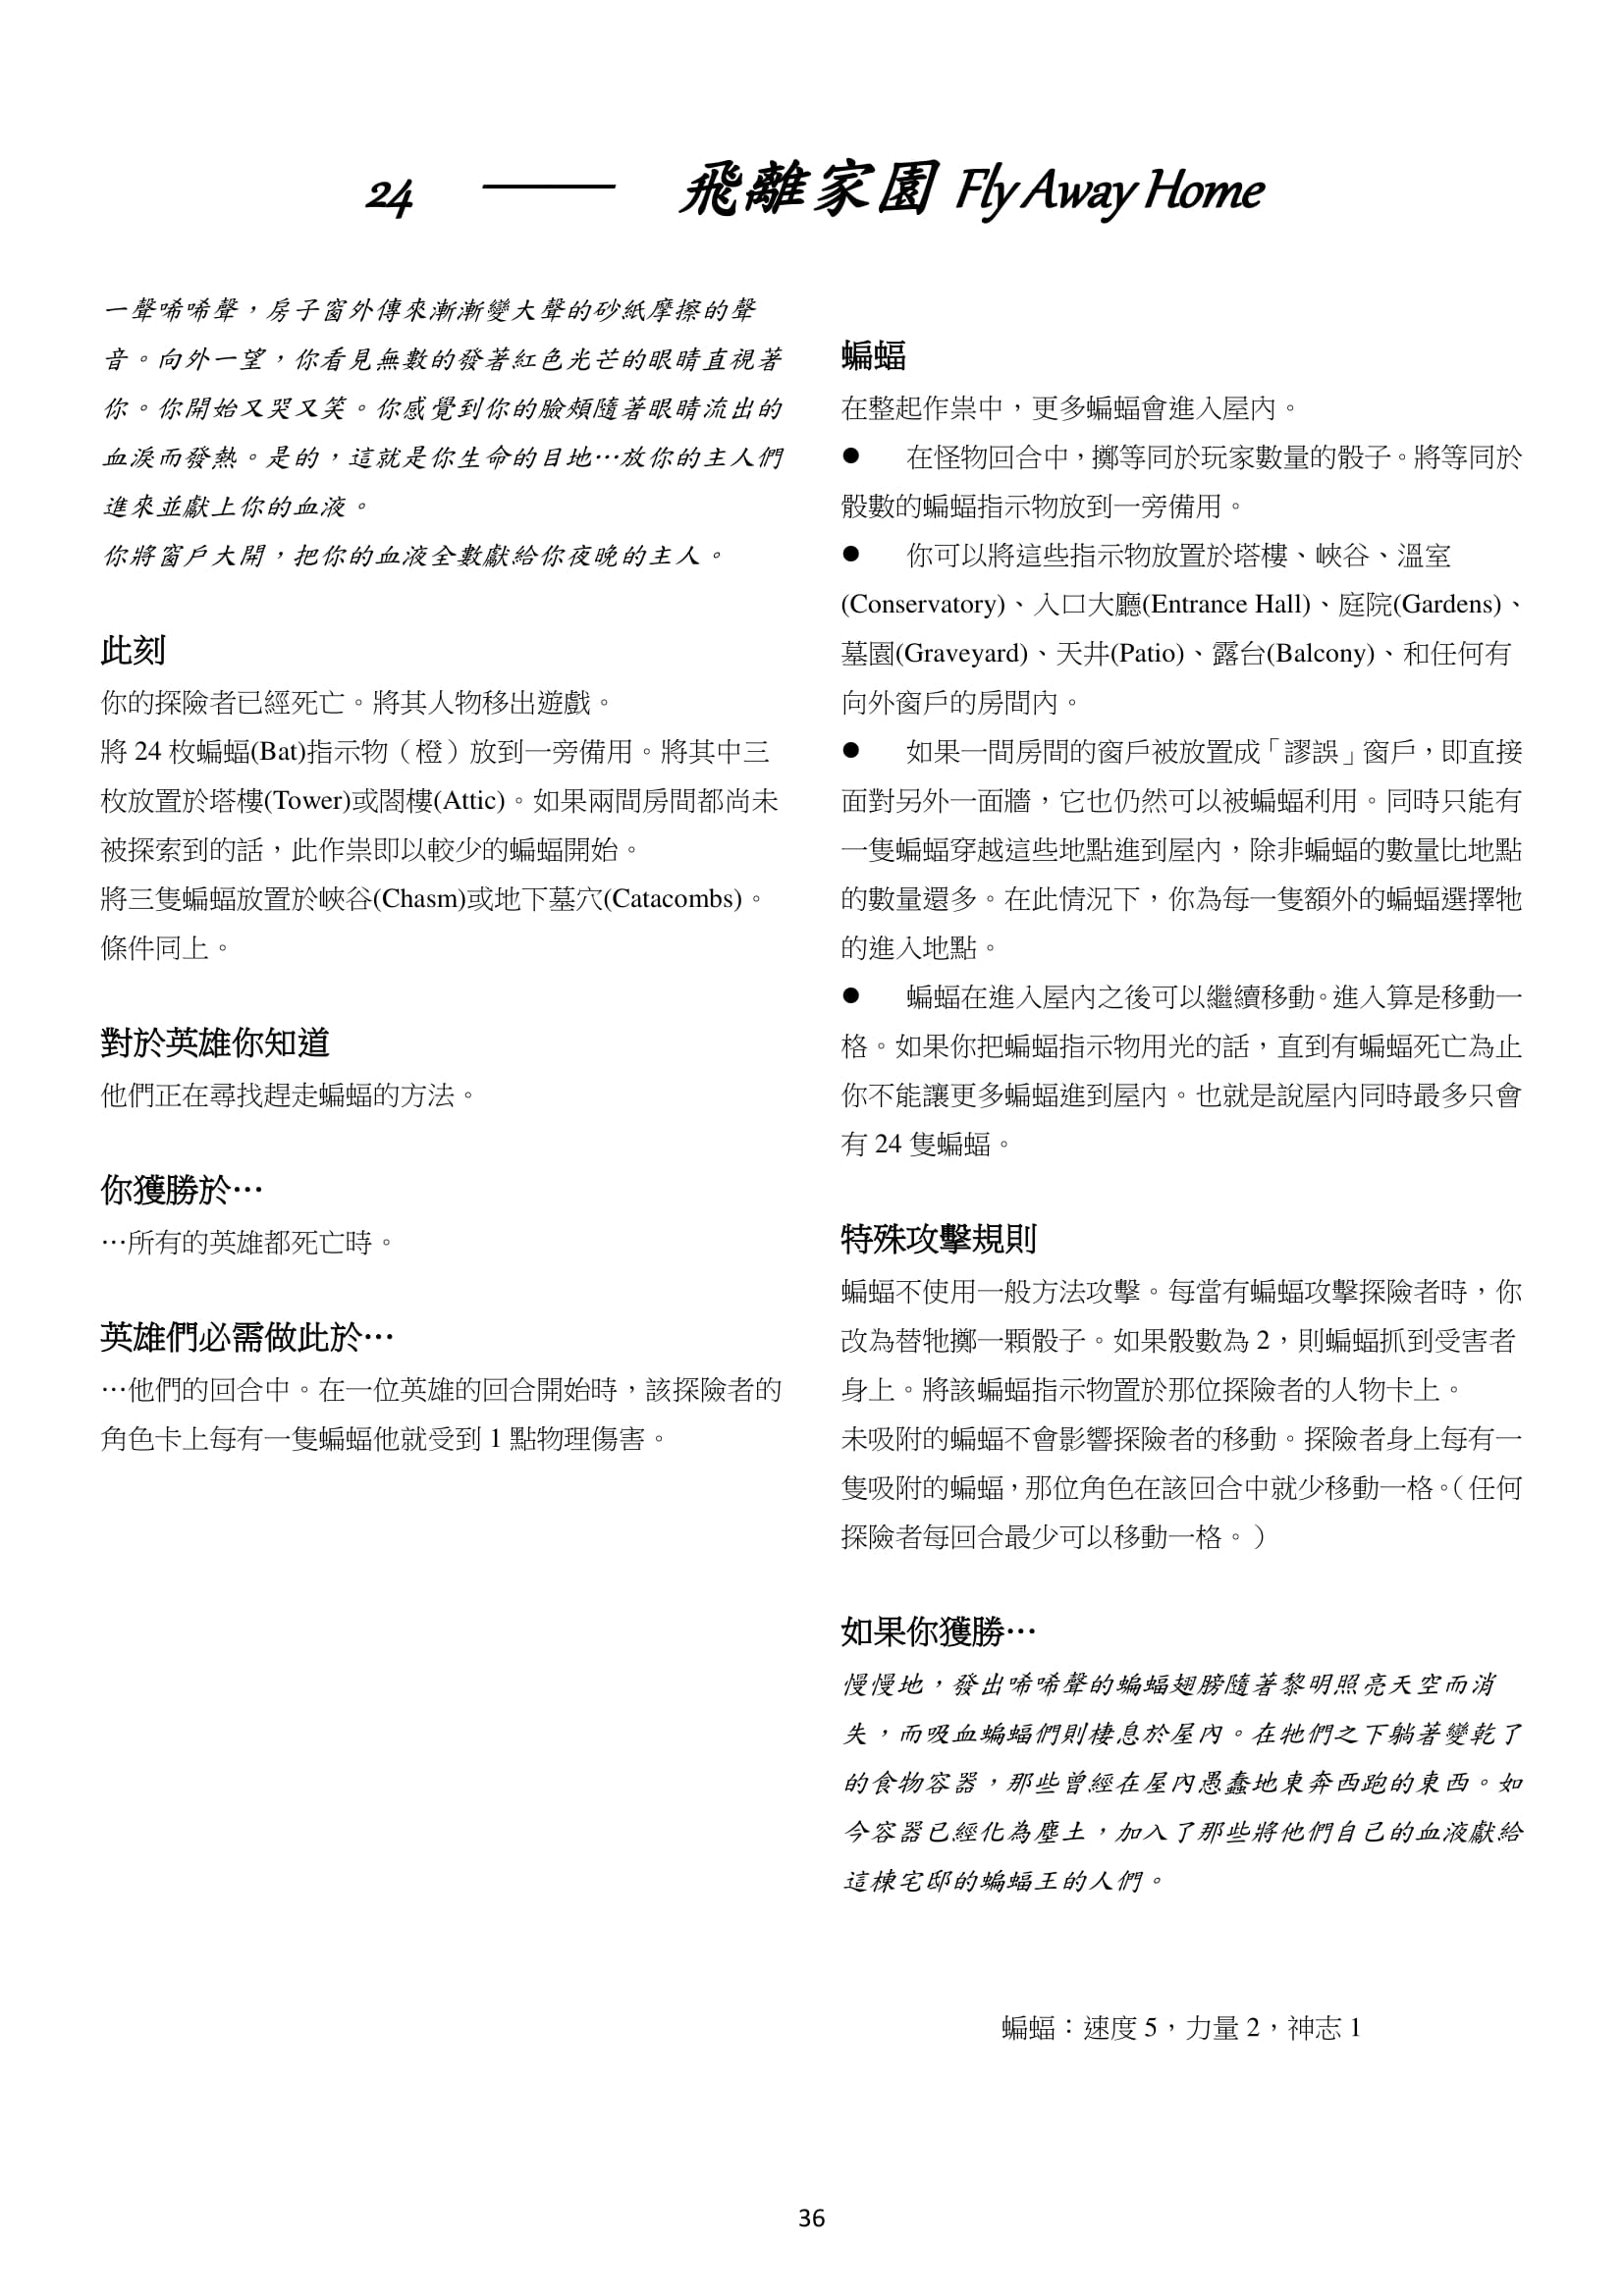 24 —— 飛離家園 Fly Away Home
一聲唏唏聲，房子窗外傳來漸漸變大聲的砂紙摩擦的聲
音。向外一望，你看見無數的發著紅色光芒的眼睛直視著
你。你開始又哭又笑。你感覺到你的臉頰隨著眼睛流出的
血淚而發熱。是的，這就是你生命的目地…放你的主人們
進來並獻上你的血液。
你將窗戶大開，把你的血液全數獻給你夜晚的主人。
此刻
你的探險者已經死亡。將其人物移出遊戲。
將 24 枚蝙蝠(Bat)指示物（橙）放到一旁備用。將其中三
枚放置於塔樓(Tower)或閣樓(Attic)。如果兩間房間都尚未
被探索到的話，此作祟即以較少的蝙蝠開始。
將三隻蝙蝠放置於峽谷(Chasm)或地下墓穴(Catacombs)。
條件同上。
對於英雄你知道
他們正在尋找趕走蝙蝠的方法。
你獲勝於…
…所有的英雄都死亡時。
英雄們必需做此於…
…他們的回合中。在一位英雄的回合開始時，該探險者的
角色卡上每有一隻蝙蝠他就受到 1 點物理傷害。
蝙蝠
在整起作祟中，更多蝙蝠會進入屋內。
● 在怪物回合中，擲等同於玩家數量的骰子。將等同於
骰數的蝙蝠指示物放到一旁備用。
● 你可以將這些指示物放置於塔樓、峽谷、溫室
(Conservatory)、入口大廳(Entrance Hall)、庭院(Gardens)、
墓園(Graveyard)、天井(Patio)、露台(Balcony)、和任何有
向外窗戶的房間內。
● 如果一間房間的窗戶被放置成「謬誤」窗戶，即直接
面對另外一面牆，它也仍然可以被蝙蝠利用。同時只能有
一隻蝙蝠穿越這些地點進到屋內，除非蝙蝠的數量比地點
的數量還多。在此情況下，你為每一隻額外的蝙蝠選擇牠
的進入地點。
● 蝙蝠在進入屋內之後可以繼續移動。進入算是移動一
格。如果你把蝙蝠指示物用光的話，直到有蝙蝠死亡為止
你不能讓更多蝙蝠進到屋內。也就是說屋內同時最多只會
有 24 隻蝙蝠。
特殊攻擊規則
蝙蝠不使用一般方法攻擊。每當有蝙蝠攻擊探險者時，你
改為替牠擲一顆骰子。如果骰數為 2，則蝙蝠抓到受害者
身上。將該蝙蝠指示物置於那位探險者的人物卡上。
未吸附的蝙蝠不會影響探險者的移動。探險者身上每有一
隻吸附的蝙蝠，那位角色在該回合中就少移動一格。（任何
探險者每回合最少可以移動一格。）
如果你獲勝…
慢慢地，發出唏唏聲的蝙蝠翅膀隨著黎明照亮天空而消
失，而吸血蝙蝠們則棲息於屋內。在牠們之下躺著變乾了
的食物容器，那些曾經在屋內愚蠢地東奔西跑的東西。如
今容器已經化為塵土，加入了那些將他們自己的血液獻給
這棟宅邸的蝙蝠王的人們。
蝙蝠：速度 5，力量 2，神志 1
36